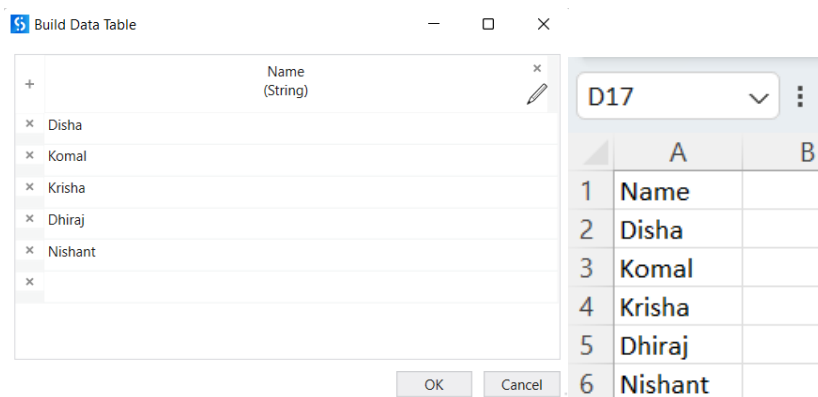 Build Data Table
Name
(String)
Disha
Komal
Krisha
Dhiraj
Nishant
OK Cancel
D17
A B
1 Name
2 Disha
3 Komal
4 Krisha
5 Dhiraj
6 Nishant